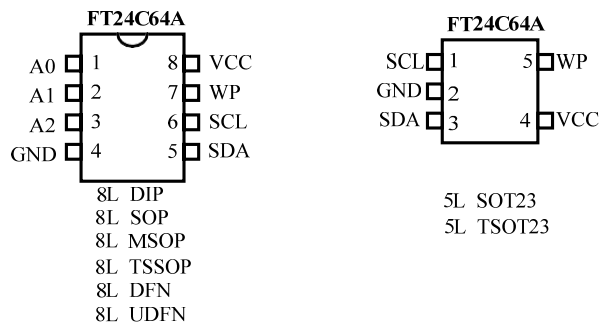 FT24C64A
A0 1 8 VCC
A1 2 7 WP
A2 3 6 SCL
GND 4 5 SDA
8L DIP
8L SOP
8L MSOP
8L TSSOP
8L DFN
8L UDFN
FT24C64A
SCL 1 5 WP
GND 2
SDA 3 4 VCC
5L SOT23
5L TSOT23